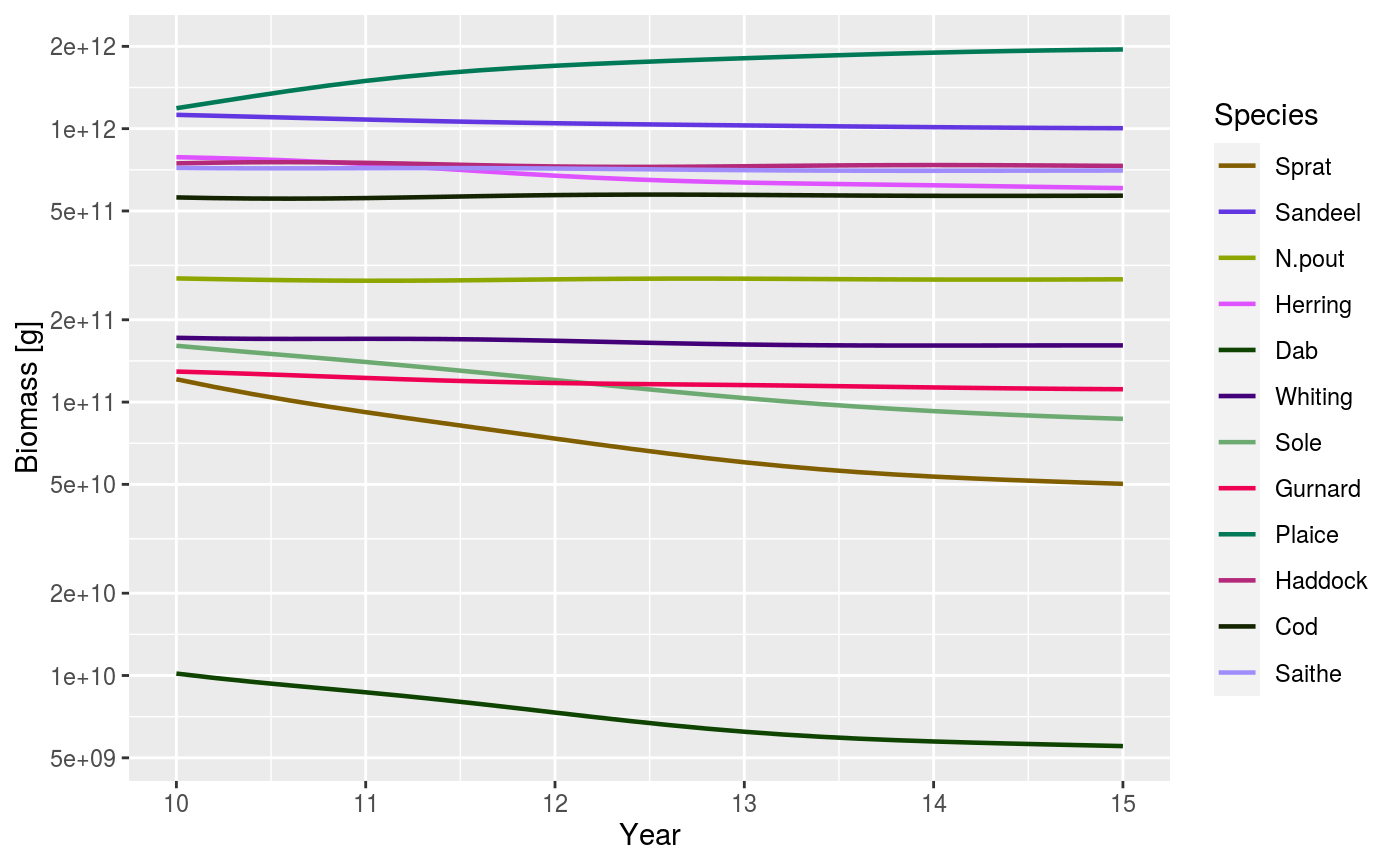 2e+12
1e+12
5e+11
2e+11
1e+11
5e+10
2e+10
1e+10
5e+09
Biomass [g]
10 11 12 13 14 15
Year
Species
Sprat
Sandeel
N.pout
Herring
Dab
Whiting
Sole
Gurnard
Plaice
Haddock
Cod
Saithe